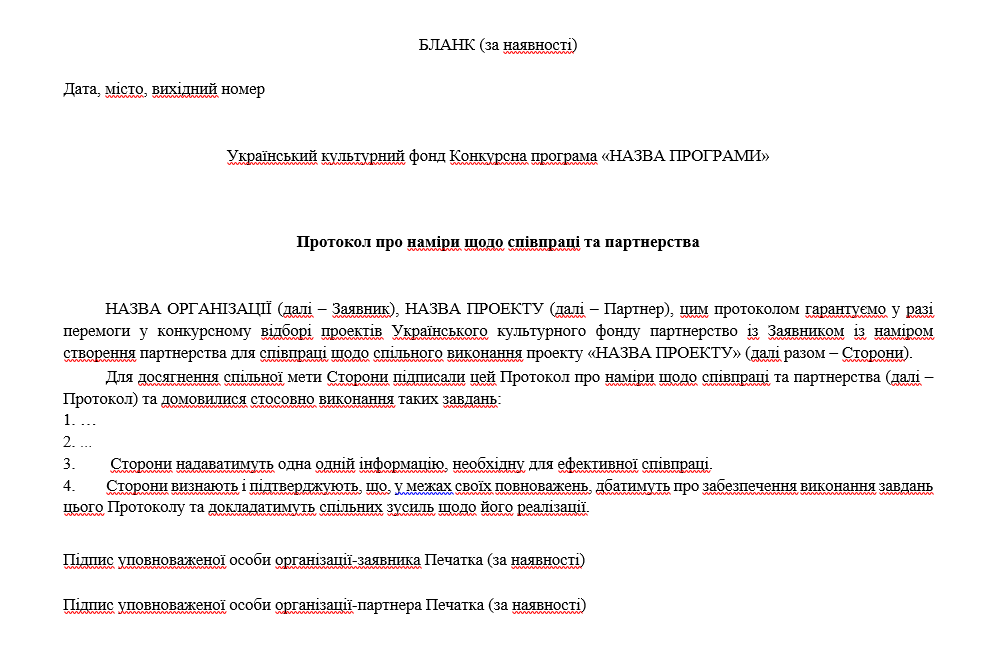 БЛАНК (за наявності)
Дата, місто, вихідний номер
Український культурний фонд Конкурсна програма «НАЗВА ПРОГРАМИ»
Протокол про наміри щодо співпраці та партнерства
НАЗВА ОРГАНІЗАЦІЇ (далі – Заявник), НАЗВА ПРОЕКТУ (далі – Партнер), цим протоколом гарантуємо у разі
перемоги у конкурсному відборі проектів Українського культурного фонду партнерство із Заявником із наміром
створення партнерства для співпраці щодо спільного виконання проекту «НАЗВА ПРОЕКТУ» (далі разом – Сторони).
Для досягнення спільної мети Сторони підписали цей Протокол про наміри щодо співпраці та партнерства (далі –
Протокол) та домовилися стосовно виконання таких завдань:
1. …
2. ...
3. Сторони надаватимуть одна одній інформацію, необхідну для ефективної співпраці.
4. Сторони визнають і підтверджують, що, у межах своїх повноважень, дбатимуть про забезпечення виконання завдань
цього Протоколу та докладатимуть спільних зусиль щодо його реалізації.
Підпис уповноваженої особи організації-заявника Печатка (за наявності)
Підпис уповноваженої особи організації-партнера Печатка (за наявності)